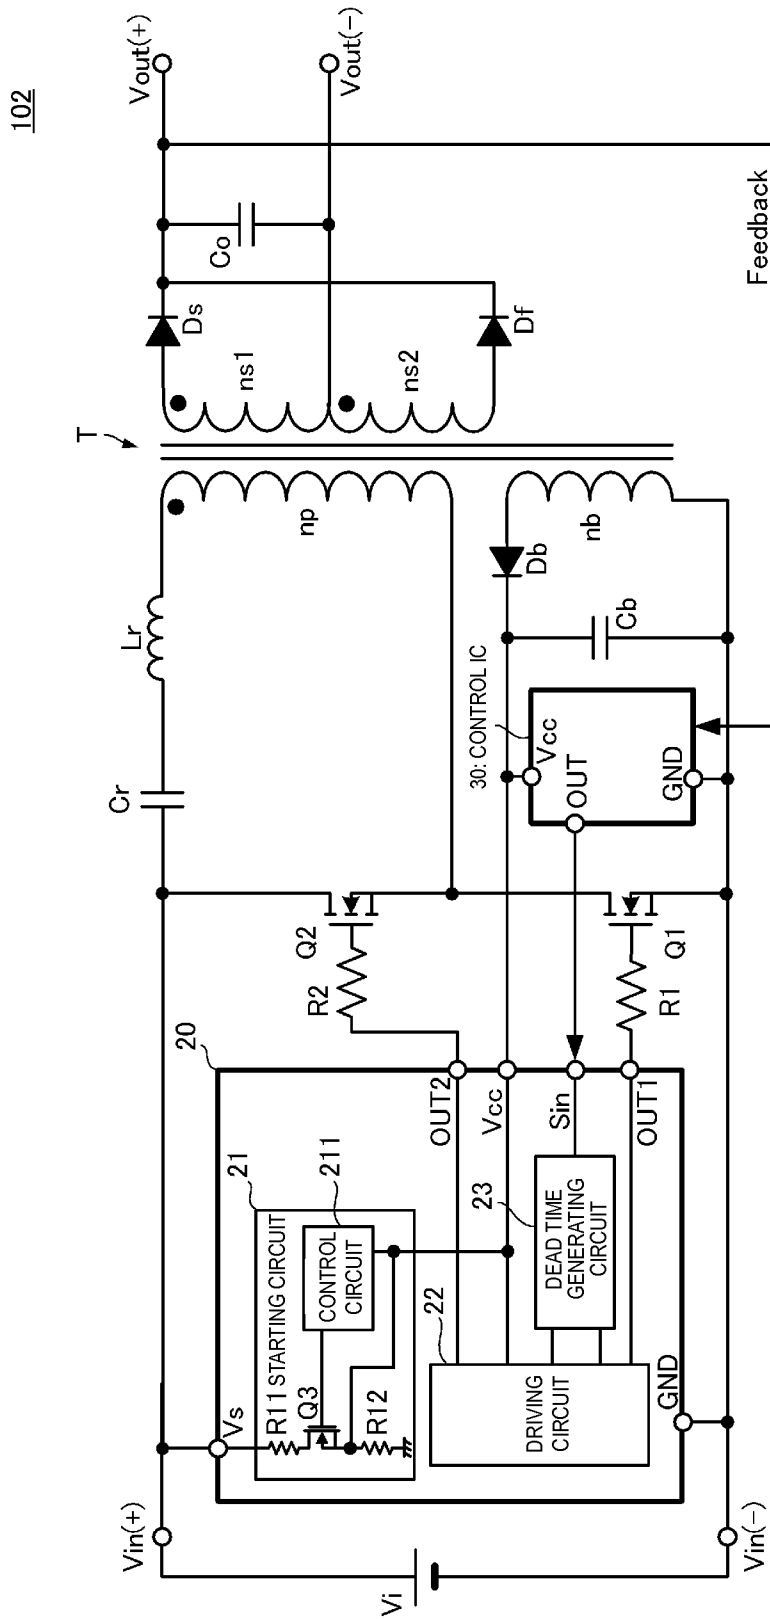 102
Vout(+)
Vout(-)
Co
Ds
Df
ns1
ns2
Feedback
T
np
nb
Db
Cb
Lr
Cr
30: CONTROL IC
Vcc
OUT
GND
Q2
R2
Q1
R1
20
OUT2
Vcc
Sin
OUT1
21
211
STARTING CIRCUIT
CONTROL
CIRCUIT
R11
Q3
R12
Vs
23
DEAD TIME
GENERATING
CIRCUIT
22
DRIVING
CIRCUIT
GND
Vin(+)
Vin(-)
Vi